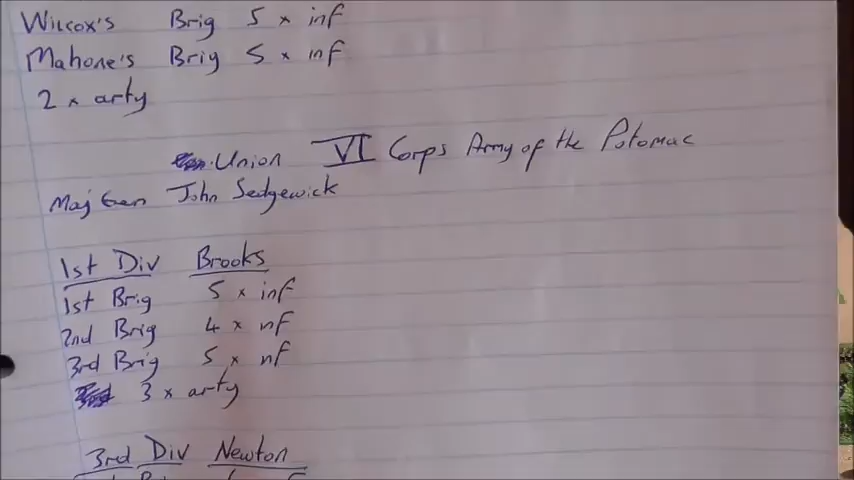 Wilcox's Brig 5 x inf
Mahone's Brig 5 x inf
2 x arty
Union VI Corps Army of the Potomac
Maj Gen John Sedgewick
1st Div Brooks
1st Brig 5 x inf
2nd Brig 4 x nf
3rd Brig 5 x nf
3 x arty
3rd Div Newton